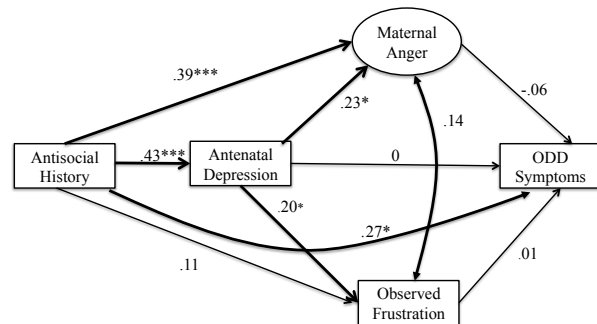 Maternal
Anger
.39***
.23*
-.06
.14
Antisocial
History
.43***
Antenatal
Depression
0
ODD
Symptoms
.20*
.27*
.11
.01
Observed
Frustration